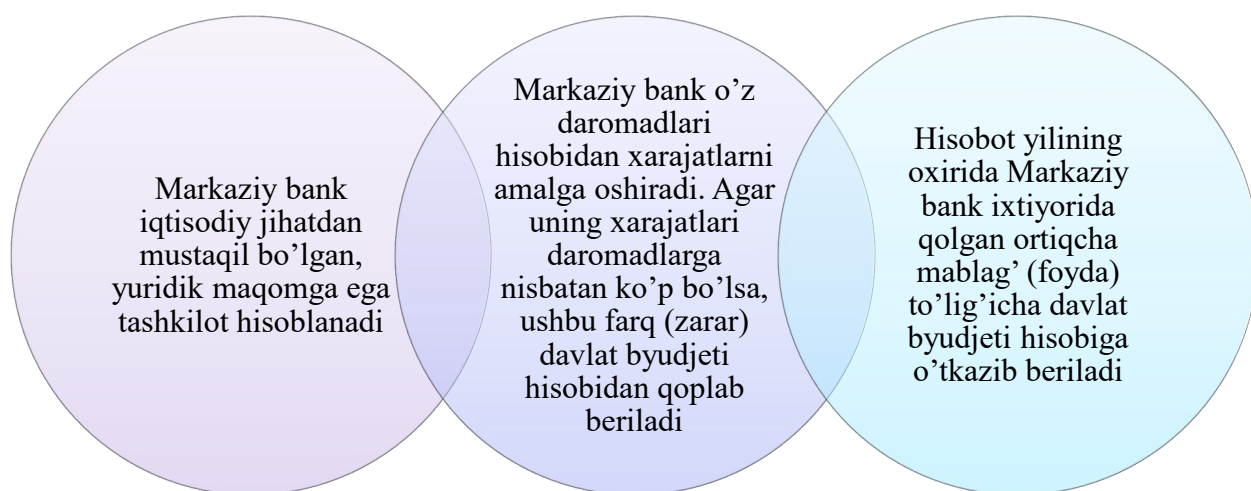 Markaziy bank
iqtisodiy jihatdan
mustaqil bo’lgan,
yuridik maqomga ega
tashkilot hisoblanadi
Markaziy bank o’z
daromadlari
hisobidan xarajatlarni
amalga oshiradi. Agar
uning xarajatlari
daromadlarga
nisbatan ko’p bo’lsa,
ushbu farq (zarar)
davlat byudjeti
hisobidan qoplab
beriladi
Hisobot yilining
oxirida Markaziy
bank ixtiyorida
qolgan ortiqcha
mablag’ (foyda)
to’lig’icha davlat
byudjeti hisobiga
o’tkazib beriladi